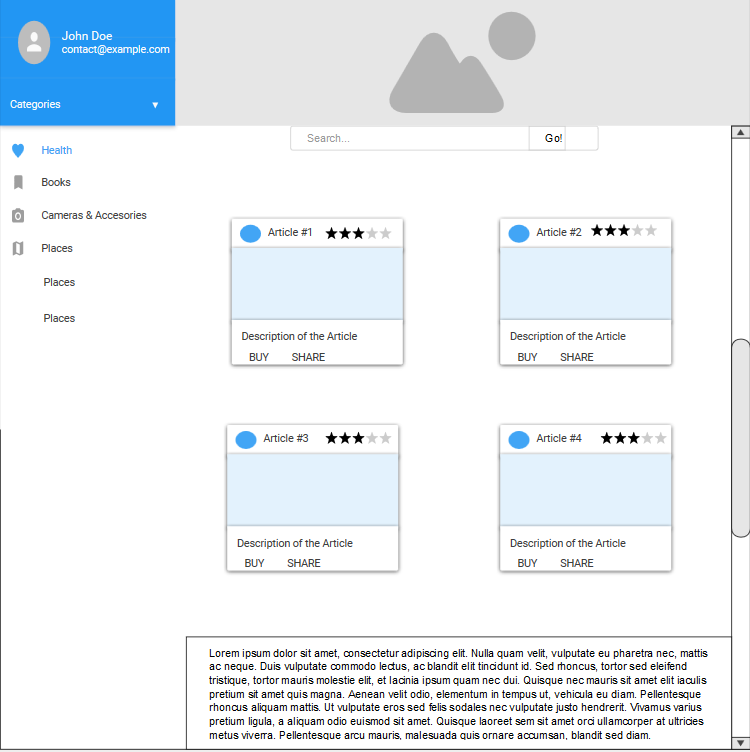 John Doe
contact@example.com
Categories
Search...
Go!
Health
Books
Cameras & Accesories
Places
Places
Places
Article #1
Description of the Article
BUY SHARE
Article #2
Description of the Article
BUY SHARE
Article #3
Description of the Article
BUY SHARE
Article #4
Description of the Article
BUY SHARE
Lorem ipsum dolor sit amet, consectetur adipiscing elit. Nulla quam velit, vulputate eu pharetra nec, mattis
ac neque. Duis vulputate commodo lectus, ac blandit elit tincidunt id. Sed rhoncus, tortor sed eleifend
tristique, tortor mauris molestie elit, et lacinia ipsum quam nec dui. Quisque nec mauris sit amet elit iaculis
pretium sit amet quis magna. Aenean velit odio, elementum in tempus ut, vehicula eu diam. Pellentesque
rhoncus aliquam mattis. Ut vulputate eros sed felis sodales nec vulputate justo hendrerit. Vivamus varius
pretium ligula, a aliquam odio euismod sit amet. Quisque laoreet sem sit amet orci ullamcorper at ultricies
metus viverra. Pellentesque arcu mauris, malesuada quis ornare accumsan, blandit sed diam.